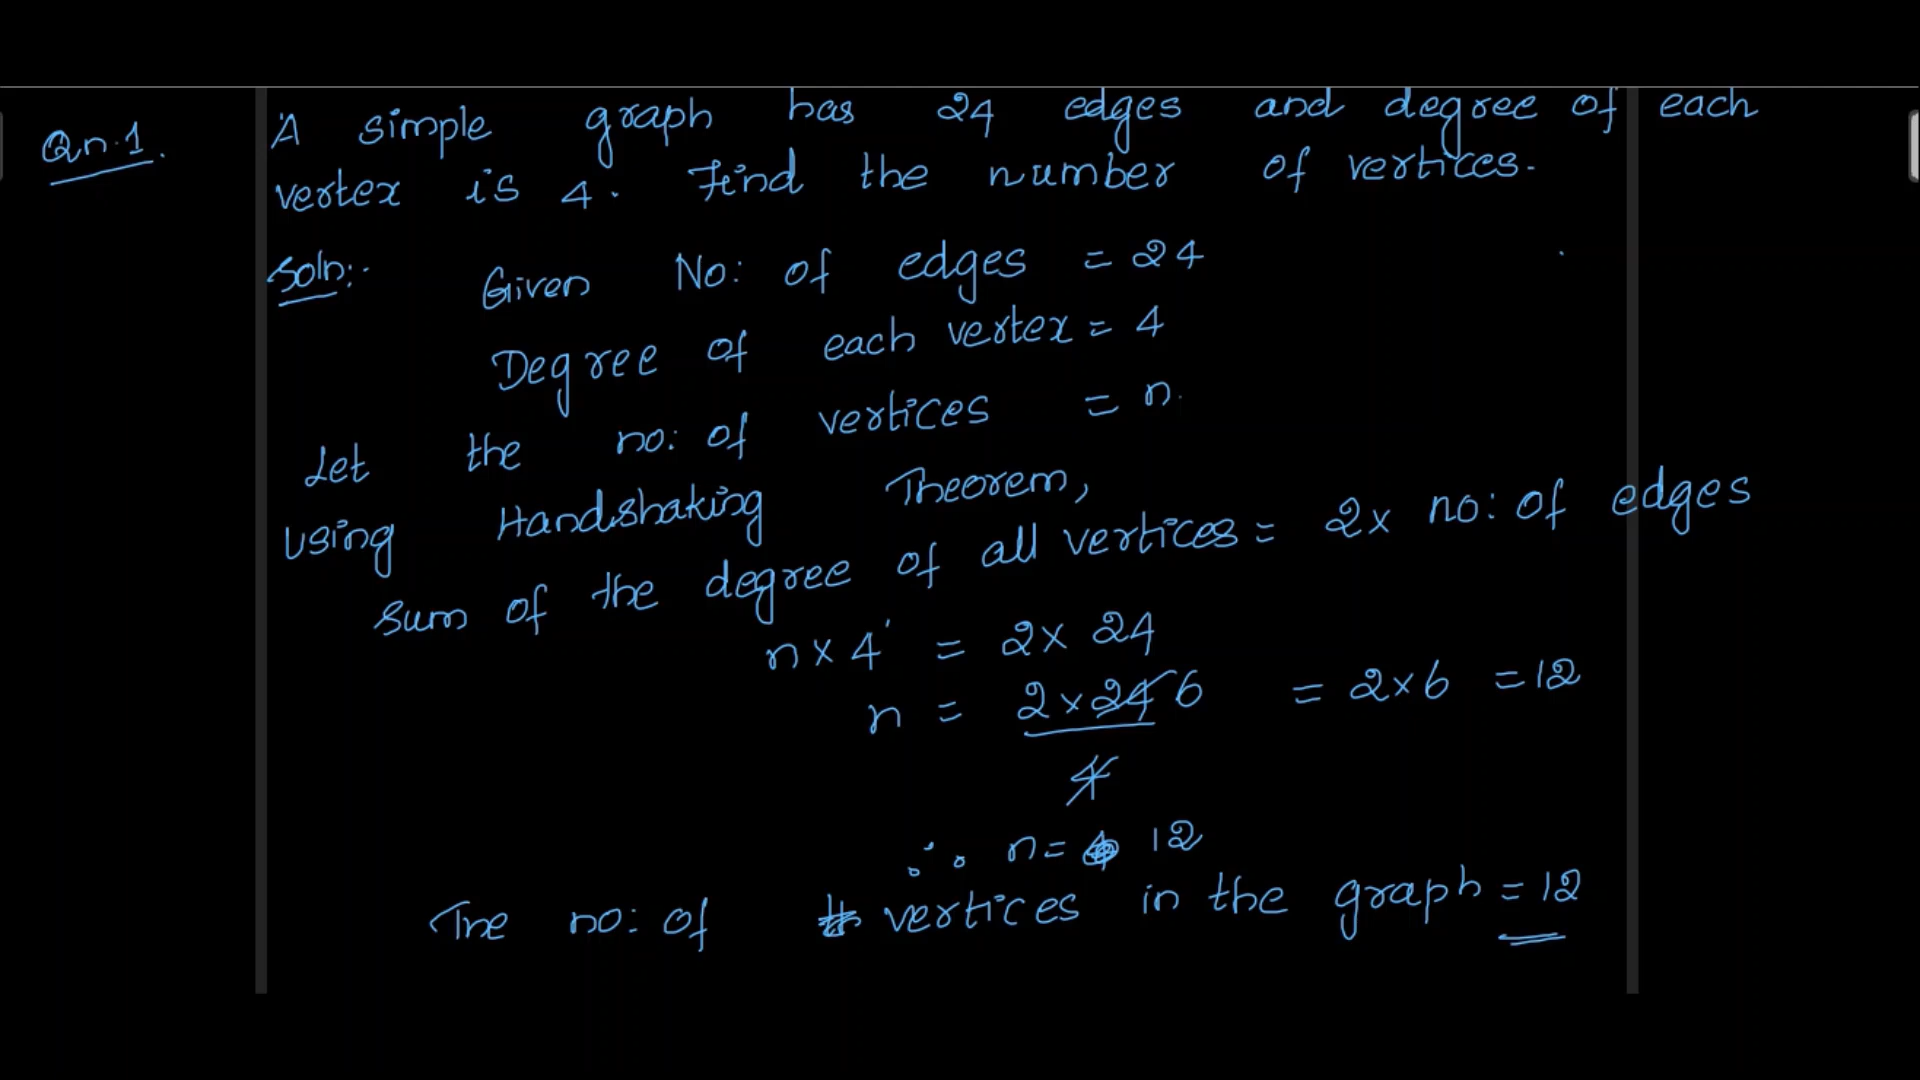 Qn.1.
A simple graph has 24 edges and degree of each
vertex is 4. Find the number of vertices.
Soln:-
Given No: of edges = 24
Degree of each vertex = 4
Let the no: of vertices = n.
Using Handshaking Theorem,
Sum of the degree of all vertices = 2x no: of edges
n x 4 = 2 x 24
n = 2 x 24 6 = 2x6 = 12
4
∴ n = 12
The no: of vertices in the graph = 12